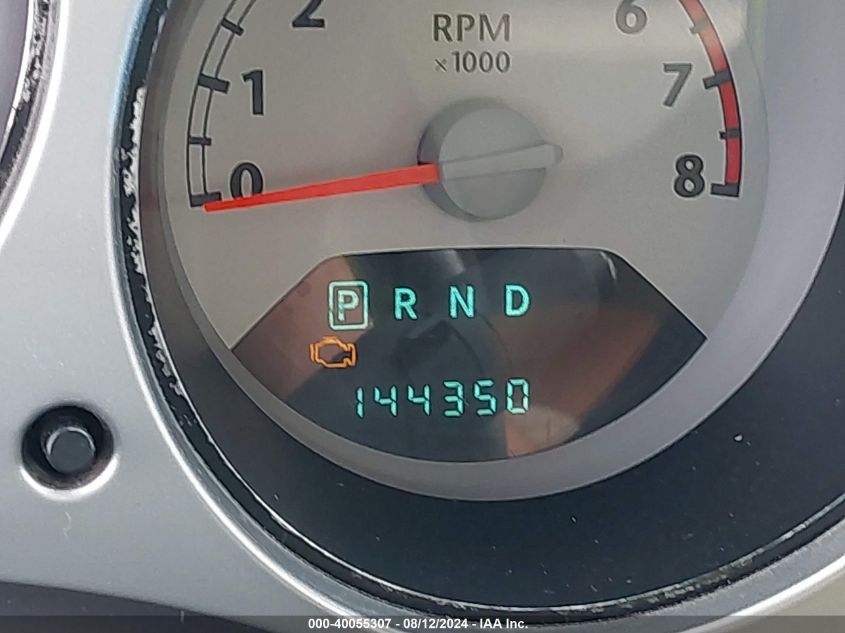 2 RPM 6
1 ×1000 7
0 8
P R N D
144350
000-40055307 - 08/12/2024 - IAA Inc.